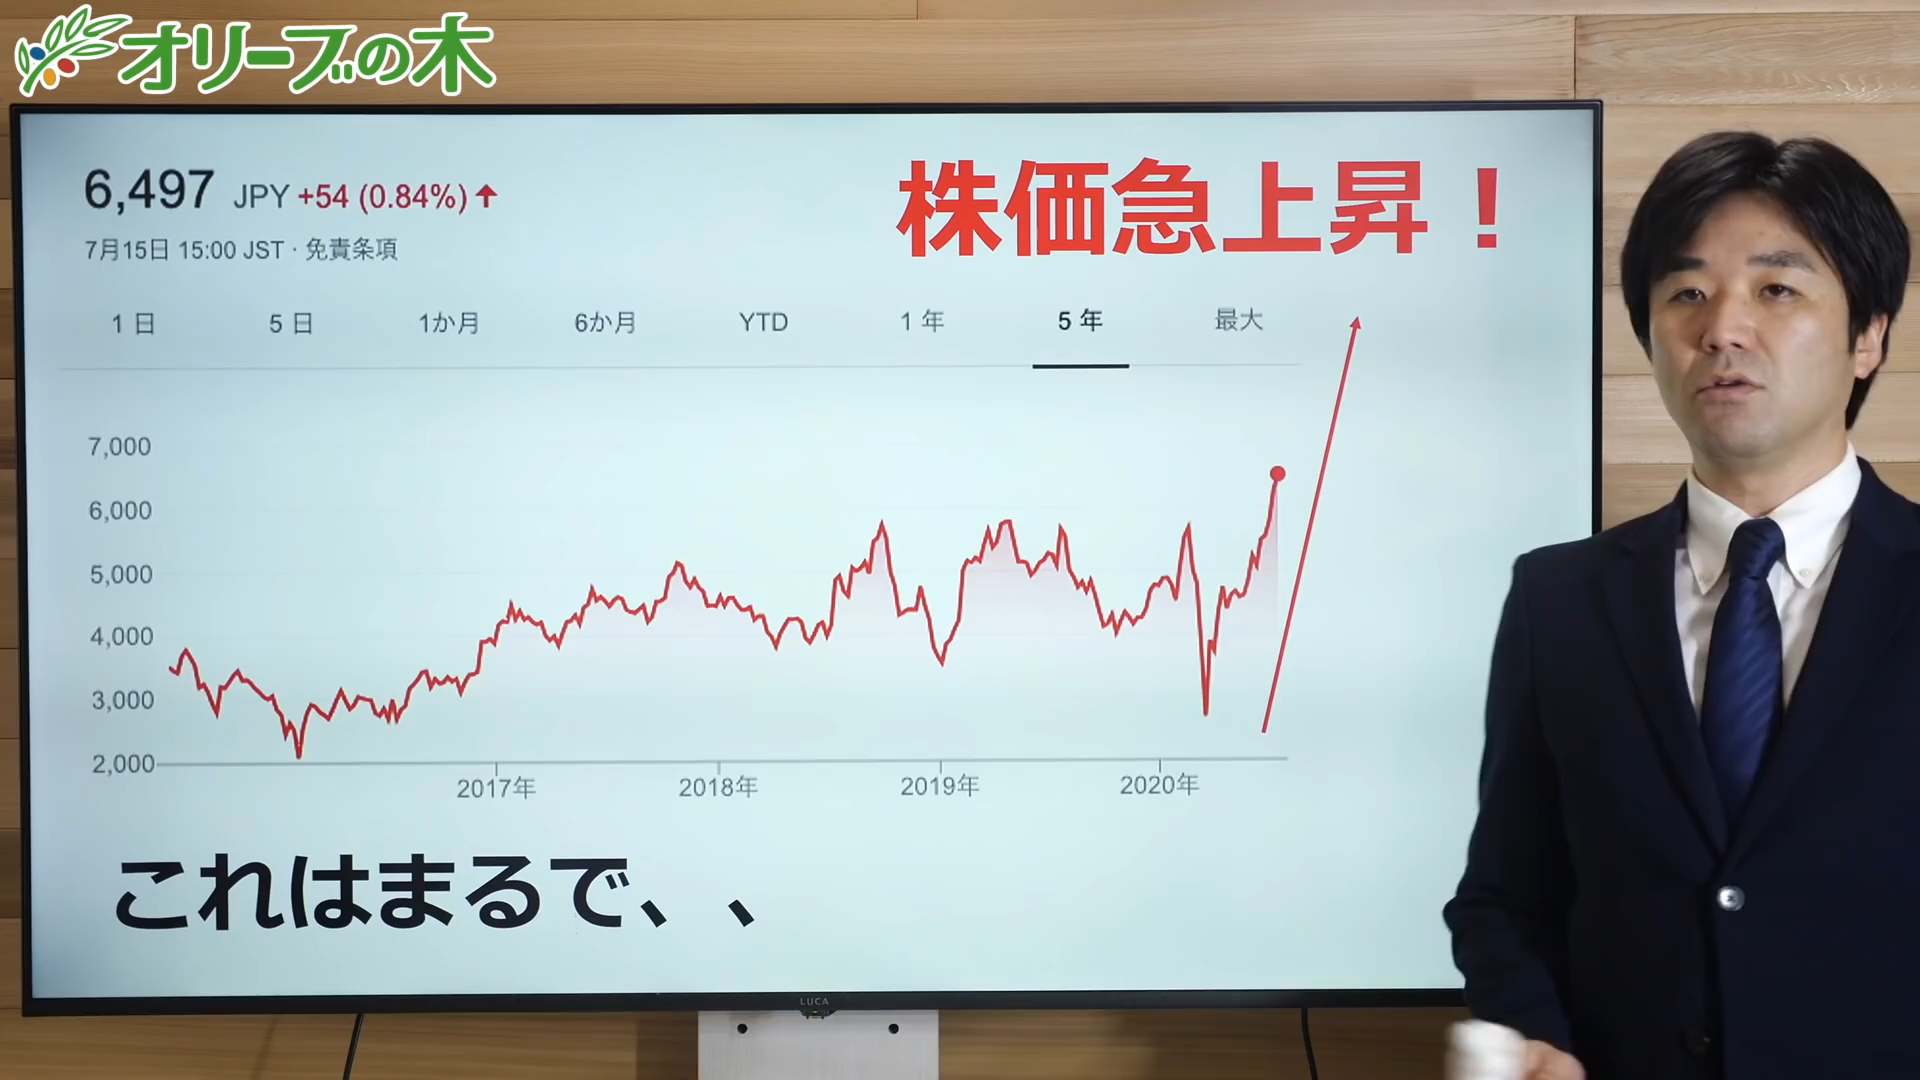 オリーブの木
6,497 JPY +54 (0.84%) ↑
株価急上昇！
7月15日 15:00 JST · 免責条項
1 日 5 日 1か月 6か月 YTD 1 年 5 年 最大
7,000
6,000
5,000
4,000
3,000
2,000
2017年 2018年 2019年 2020年
これはまるで、、
LUCA